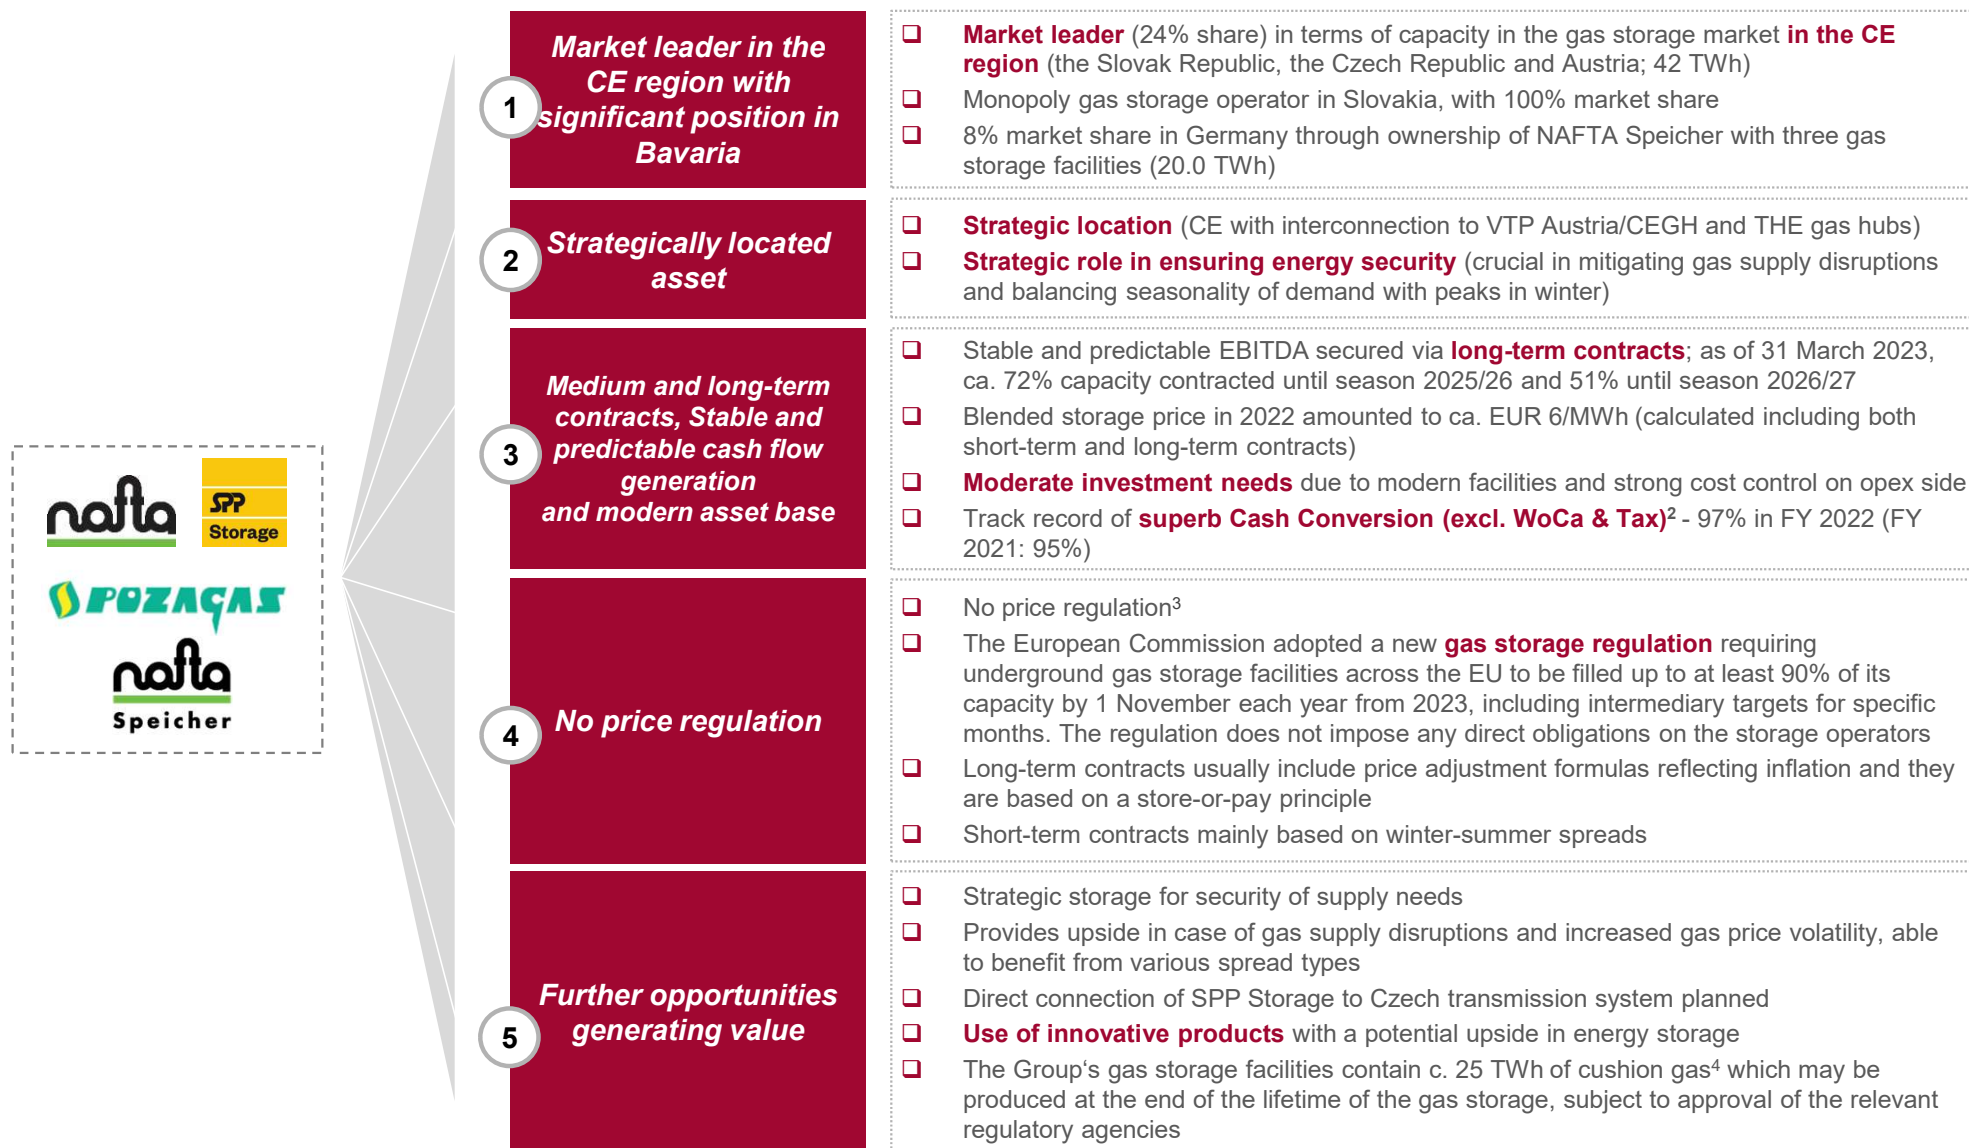 nafta
SPP
Storage
POZAGAS
nafta
Speicher
1
Market leader in the
CE region with
significant position in
Bavaria
❑ Market leader (24% share) in terms of capacity in the gas storage market in the CE
region (the Slovak Republic, the Czech Republic and Austria; 42 TWh)
❑ Monopoly gas storage operator in Slovakia, with 100% market share
❑ 8% market share in Germany through ownership of NAFTA Speicher with three gas
storage facilities (20.0 TWh)
2
Strategically located
asset
❑ Strategic location (CE with interconnection to VTP Austria/CEGH and THE gas hubs)
❑ Strategic role in ensuring energy security (crucial in mitigating gas supply disruptions
and balancing seasonality of demand with peaks in winter)
3
Medium and long-term
contracts, Stable and
predictable cash flow
generation
and modern asset base
❑ Stable and predictable EBITDA secured via long-term contracts; as of 31 March 2023,
ca. 72% capacity contracted until season 2025/26 and 51% until season 2026/27
❑ Blended storage price in 2022 amounted to ca. EUR 6/MWh (calculated including both
short-term and long-term contracts)
❑ Moderate investment needs due to modern facilities and strong cost control on opex side
❑ Track record of superb Cash Conversion (excl. WoCa & Tax)² - 97% in FY 2022 (FY
2021: 95%)
4
No price regulation
❑ No price regulation³
❑ The European Commission adopted a new gas storage regulation requiring
underground gas storage facilities across the EU to be filled up to at least 90% of its
capacity by 1 November each year from 2023, including intermediary targets for specific
months. The regulation does not impose any direct obligations on the storage operators
❑ Long-term contracts usually include price adjustment formulas reflecting inflation and they
are based on a store-or-pay principle
❑ Short-term contracts mainly based on winter-summer spreads
5
Further opportunities
generating value
❑ Strategic storage for security of supply needs
❑ Provides upside in case of gas supply disruptions and increased gas price volatility, able
to benefit from various spread types
❑ Direct connection of SPP Storage to Czech transmission system planned
❑ Use of innovative products with a potential upside in energy storage
❑ The Group‘s gas storage facilities contain c. 25 TWh of cushion gas⁴ which may be
produced at the end of the lifetime of the gas storage, subject to approval of the relevant
regulatory agencies